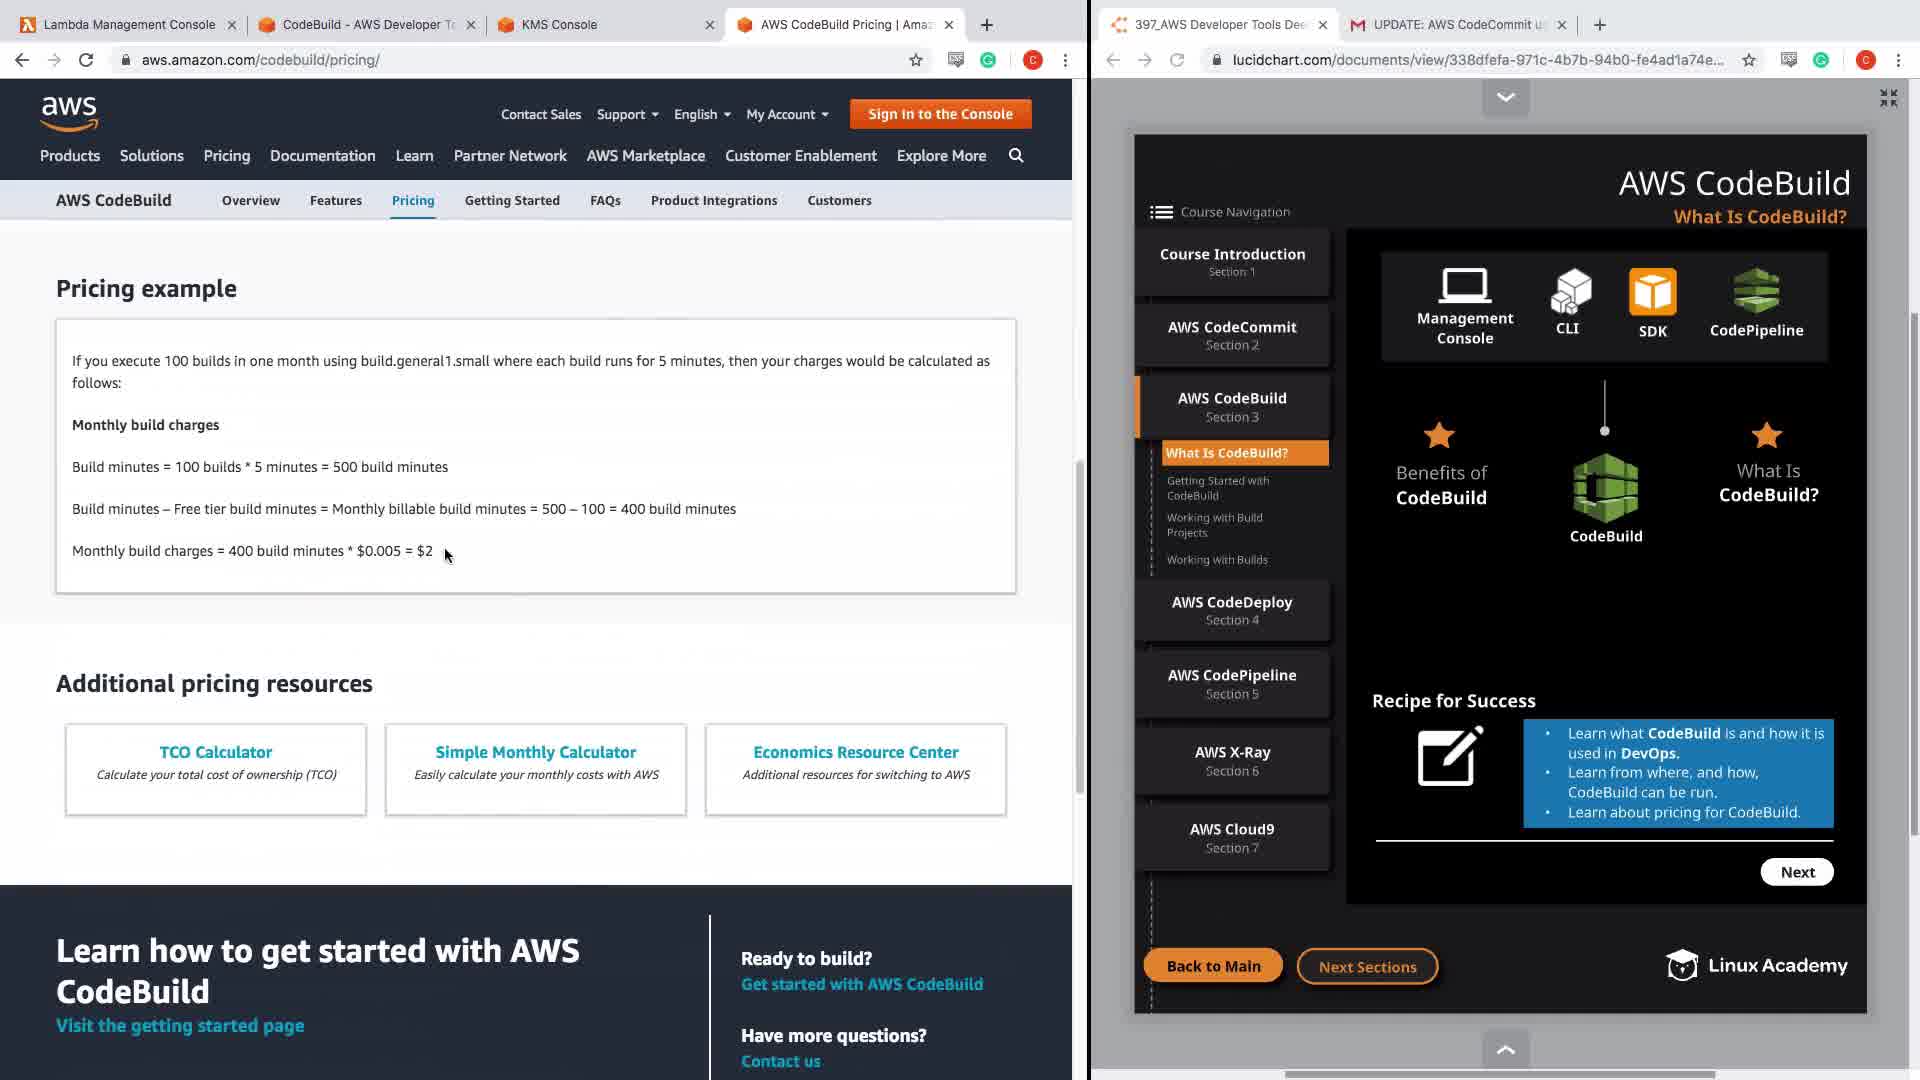 Lambda Management Console
CodeBuild - AWS Developer To
KMS Console
AWS CodeBuild Pricing | Amaz
aws.amazon.com/codebuild/pricing/
C
aws
Contact Sales Support English My Account Sign In to the Console
Products Solutions Pricing Documentation Learn Partner Network AWS Marketplace Customer Enablement Explore More
AWS CodeBuild Overview Features Pricing Getting Started FAQs Product Integrations Customers
Pricing example
If you execute 100 builds in one month using build.general1.small where each build runs for 5 minutes, then your charges would be calculated as
follows:
Monthly build charges
Build minutes = 100 builds * 5 minutes = 500 build minutes
Build minutes – Free tier build minutes = Monthly billable build minutes = 500 – 100 = 400 build minutes
Monthly build charges = 400 build minutes * $0.005 = $2
Additional pricing resources
TCO Calculator
Calculate your total cost of ownership (TCO)
Simple Monthly Calculator
Easily calculate your monthly costs with AWS
Economics Resource Center
Additional resources for switching to AWS
Learn how to get started with AWS
CodeBuild
Visit the getting started page
Ready to build?
Get started with AWS CodeBuild
Have more questions?
Contact us
397_AWS Developer Tools Dee
UPDATE: AWS CodeCommit u
lucidchart.com/documents/view/338dfefa-971c-4b7b-94b0-fe4ad1a74e...
C
AWS CodeBuild
What Is CodeBuild?
Course Navigation
Course Introduction
Section 1
AWS CodeCommit
Section 2
AWS CodeBuild
Section 3
What Is CodeBuild?
Getting Started with
CodeBuild
Working with Build
Projects
Working with Builds
AWS CodeDeploy
Section 4
AWS CodePipeline
Section 5
AWS X-Ray
Section 6
AWS Cloud9
Section 7
Management
Console
CLI
SDK
CodePipeline
Benefits of
CodeBuild
CodeBuild
What Is
CodeBuild?
Recipe for Success
• Learn what CodeBuild is and how it is
used in DevOps.
• Learn from where, and how,
CodeBuild can be run.
• Learn about pricing for CodeBuild.
Next
Back to Main
Next Sections
Linux Academy